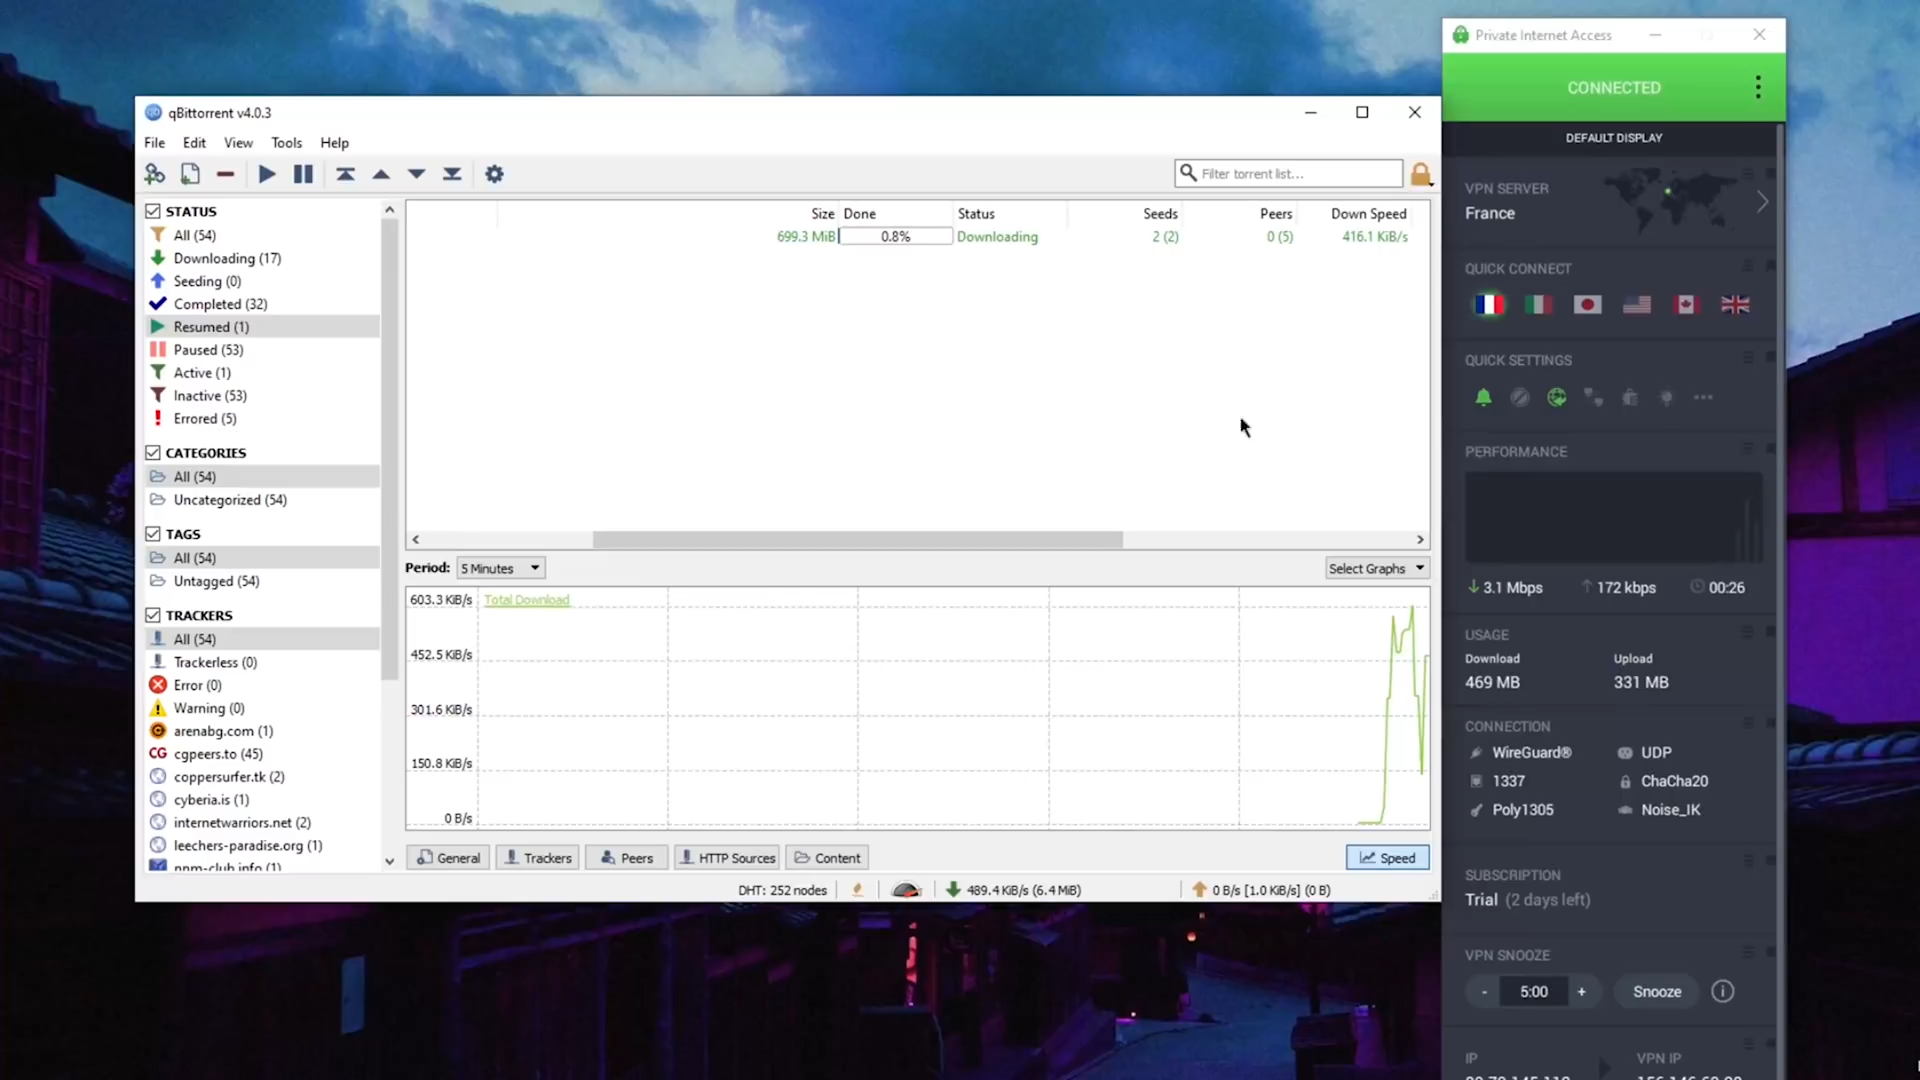 Private Internet Access
CONNECTED
DEFAULT DISPLAY
qBittorrent v4.0.3
File Edit View Tools Help
Filter torrent list...
STATUS
All (54)
Downloading (17)
Seeding (0)
Completed (32)
Resumed (1)
Paused (53)
Active (1)
Inactive (53)
Errored (5)
CATEGORIES
All (54)
Uncategorized (54)
TAGS
All (54)
Untagged (54)
TRACKERS
All (54)
Trackerless (0)
Error (0)
Warning (0)
arenabg.com (1)
CG cgpeers.to (45)
coppersurfer.tk (2)
cyberia.is (1)
internetwarriors.net (2)
leechers-paradise.org (1)
nnm-club.info (1)
Size Done Status Seeds Peers Down Speed
699.3 MiB 0.8% Downloading 2 (2) 0 (5) 416.1 KiB/s
Period: 5 Minutes Select Graphs
603.3 KiB/s Total Download
452.5 KiB/s
301.6 KiB/s
150.8 KiB/s
0 B/s
General Trackers Peers HTTP Sources Content Speed
DHT: 252 nodes 489.4 KiB/s (6.4 MiB) 0 B/s [1.0 KiB/s] (0 B)
VPN SERVER
France
QUICK CONNECT
QUICK SETTINGS
PERFORMANCE
3.1 Mbps 172 kbps 00:26
USAGE
Download Upload
469 MB 331 MB
CONNECTION
WireGuard® UDP
1337 ChaCha20
Poly1305 Noise_IK
SUBSCRIPTION
Trial (2 days left)
VPN SNOOZE
- 5:00 + Snooze
IP VPN IP